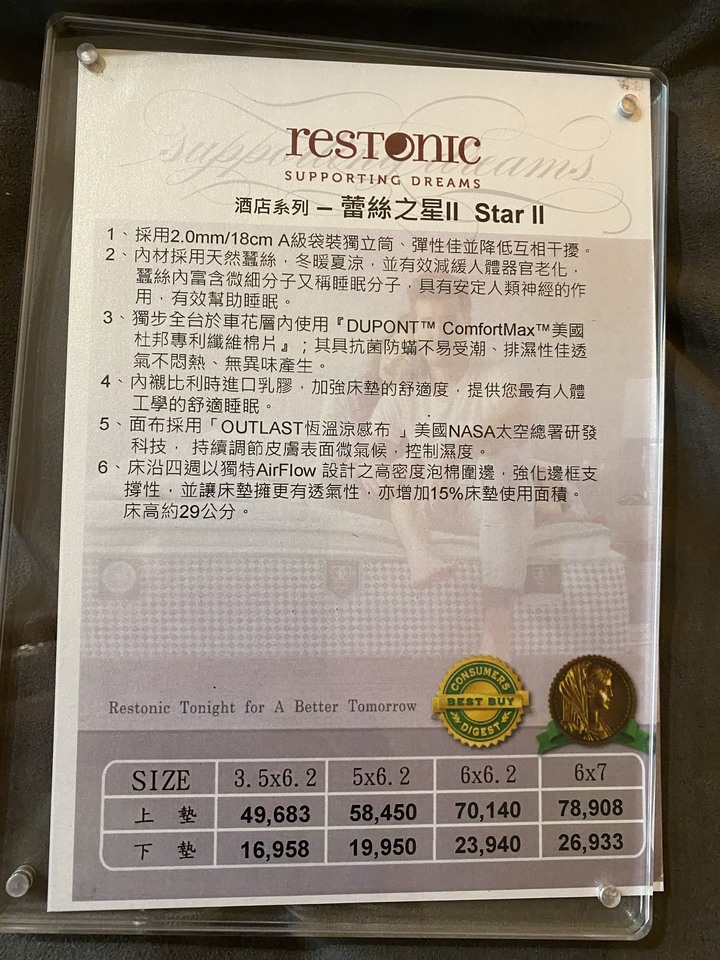 supporting dreams
ResTonic
SUPPORTING DREAMS
酒店系列 – 蕾絲之星II Star II
1、採用2.0mm/18cm A級袋裝獨立筒、彈性佳並降低互相干擾。
2、內材採用天然蠶絲，冬暖夏涼，並有效減緩人體器官老化，
蠶絲內富含微細分子又稱睡眠分子，具有安定人類神經的作
用，有效幫助睡眠。
3、獨步全台於車花層內使用『DUPONT™ ComfortMax™美國
杜邦專利纖維棉片』；其具抗菌防蟎不易受潮、排濕性佳透
氣不悶熱、無異味產生。
4、內襯比利時進口乳膠，加強床墊的舒適度，提供您最有人體
工學的舒適睡眠。
5、面布採用「OUTLAST恆溫涼感布 」美國NASA太空總署研發
科技， 持續調節皮膚表面微氣候，控制濕度。
6、床沿四週以獨特AirFlow 設計之高密度泡棉圍邊，強化邊框支
撐性，並讓床墊擁更有透氣性，亦增加15%床墊使用面積。
床高約29公分。
Restonic Tonight for A Better Tomorrow
CONSUMERS
BEST BUY
DIGEST
SIZE 3.5x6.2 5x6.2 6x6.2 6x7
上 墊 49,683 58,450 70,140 78,908
下 墊 16,958 19,950 23,940 26,933